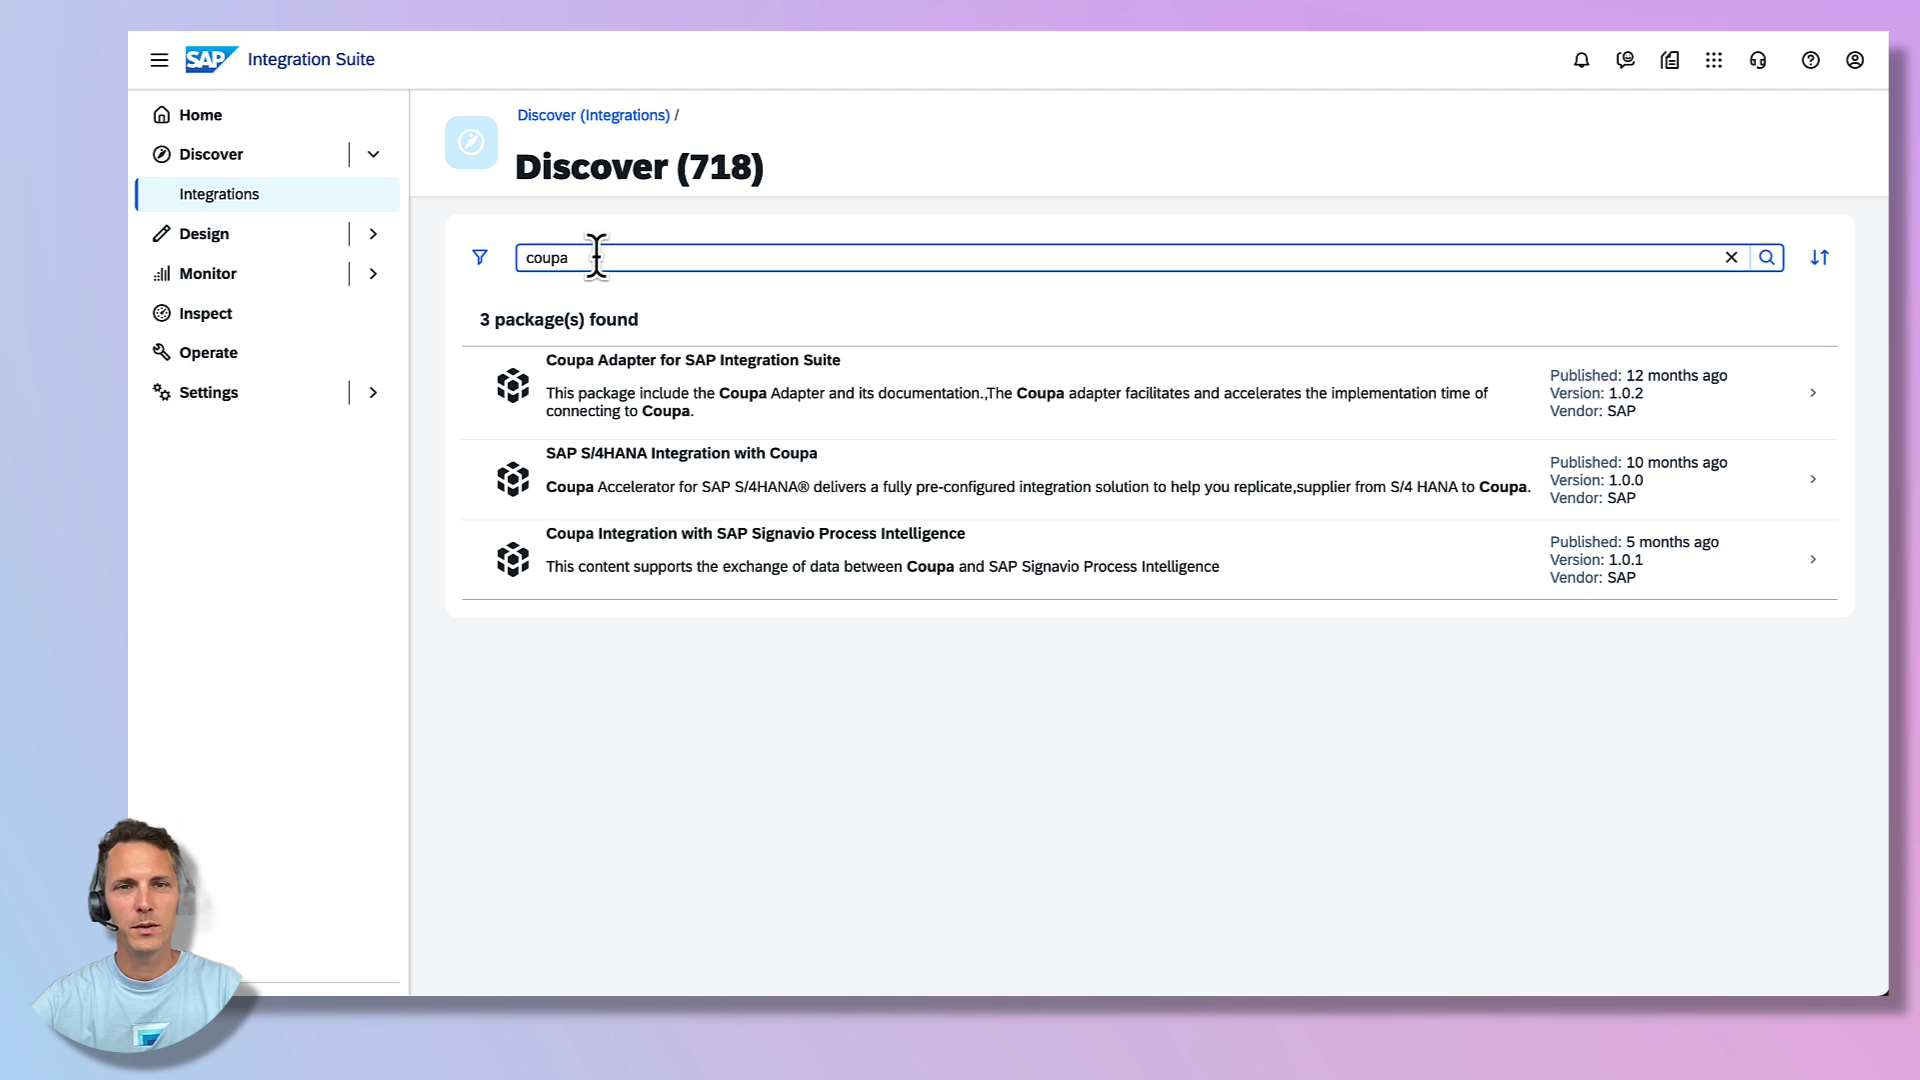 SAP Integration Suite
Home
Discover
Integrations
Design
Monitor
Inspect
Operate
Settings
Discover (Integrations) /
Discover (718)
coupa
3 package(s) found
Coupa Adapter for SAP Integration Suite
This package include the Coupa Adapter and its documentation.,The Coupa adapter facilitates and accelerates the implementation time of
connecting to Coupa.
Published: 12 months ago
Version: 1.0.2
Vendor: SAP
SAP S/4HANA Integration with Coupa
Coupa Accelerator for SAP S/4HANA® delivers a fully pre-configured integration solution to help you replicate,supplier from S/4 HANA to Coupa.
Published: 10 months ago
Version: 1.0.0
Vendor: SAP
Coupa Integration with SAP Signavio Process Intelligence
This content supports the exchange of data between Coupa and SAP Signavio Process Intelligence
Published: 5 months ago
Version: 1.0.1
Vendor: SAP